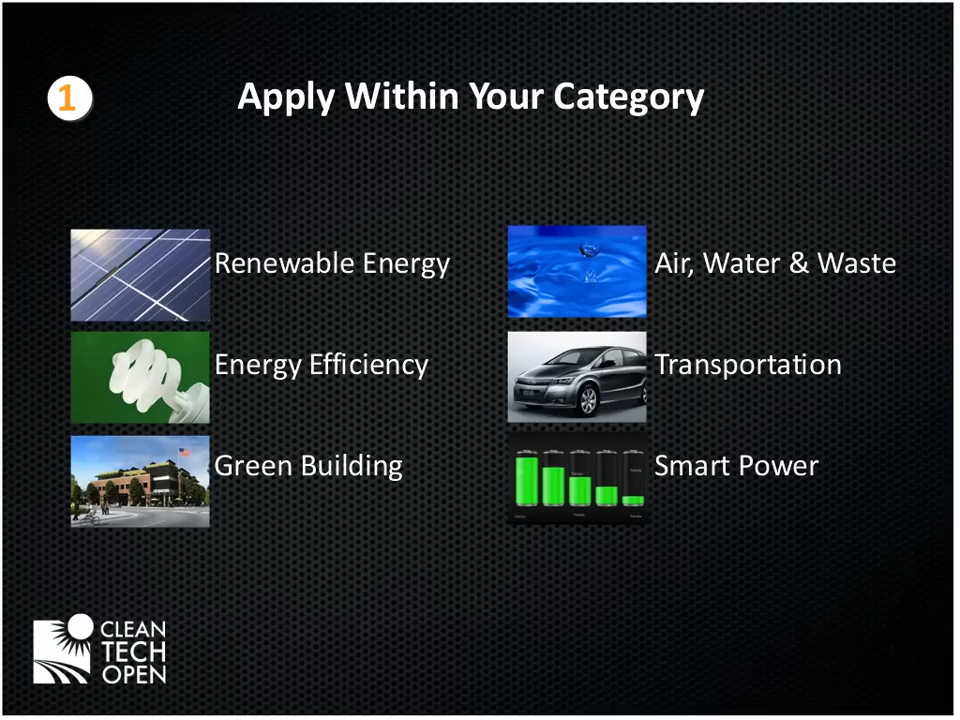 1
Apply Within Your Category
Renewable Energy
Air, Water & Waste
Energy Efficiency
Transportation
Green Building
Smart Power
CLEAN
TECH
OPEN